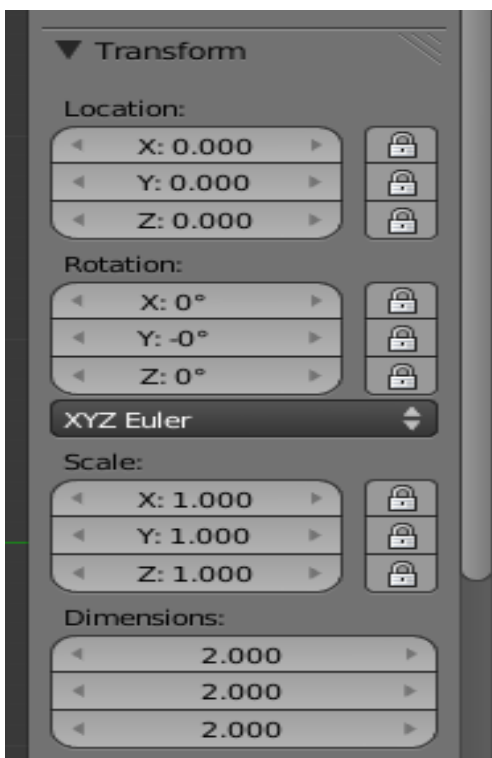 Transform
Location:
X: 0.000
Y: 0.000
Z: 0.000
Rotation:
X: 0°
Y: -0°
Z: 0°
XYZ Euler
Scale:
X: 1.000
Y: 1.000
Z: 1.000
Dimensions:
2.000
2.000
2.000